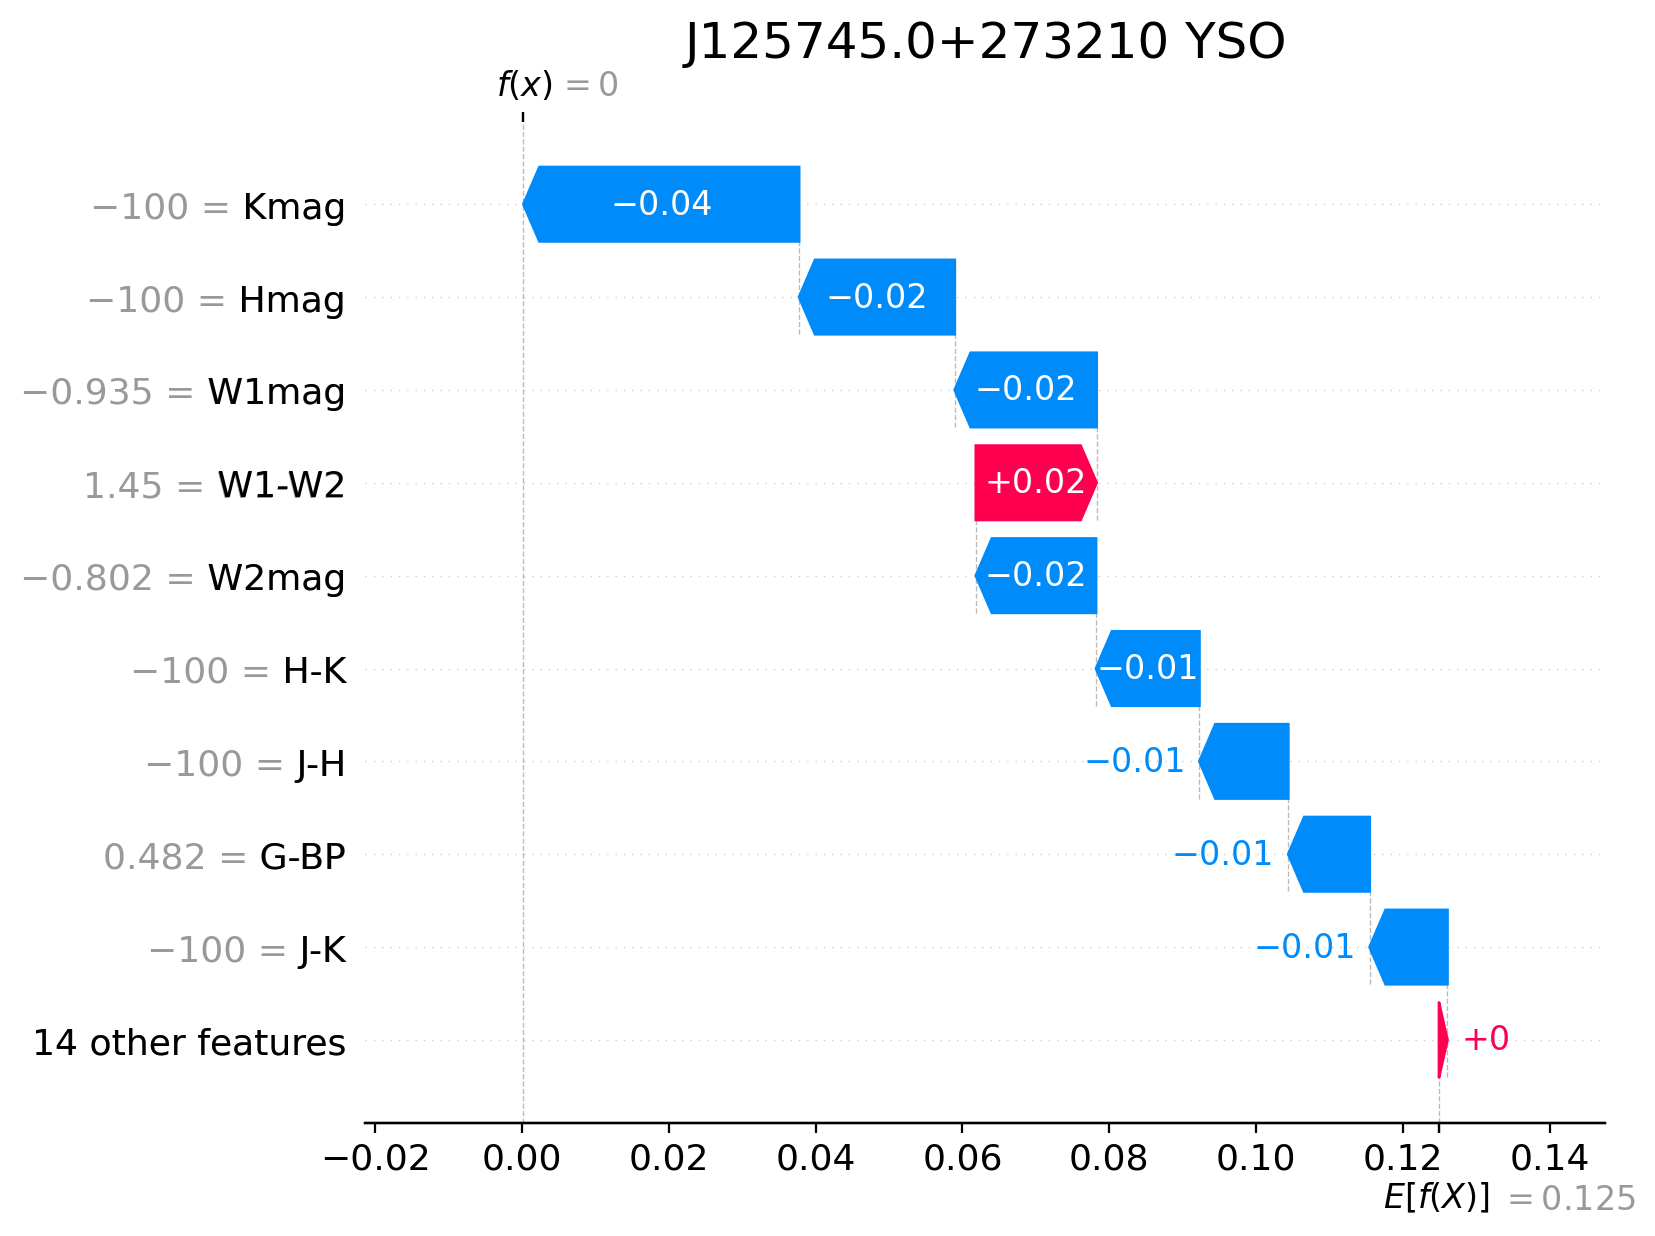 J125745.0+273210 YSO
f(x) = 0
−100 = Kmag
−0.04
−100 = Hmag
−0.02
−0.935 = W1mag
−0.02
1.45 = W1-W2
+0.02
−0.802 = W2mag
−0.02
−100 = H-K
−0.01
−100 = J-H
−0.01
0.482 = G-BP
−0.01
−100 = J-K
−0.01
14 other features
+0
−0.02 0.00 0.02 0.04 0.06 0.08 0.10 0.12 0.14
E[f(X)] = 0.125